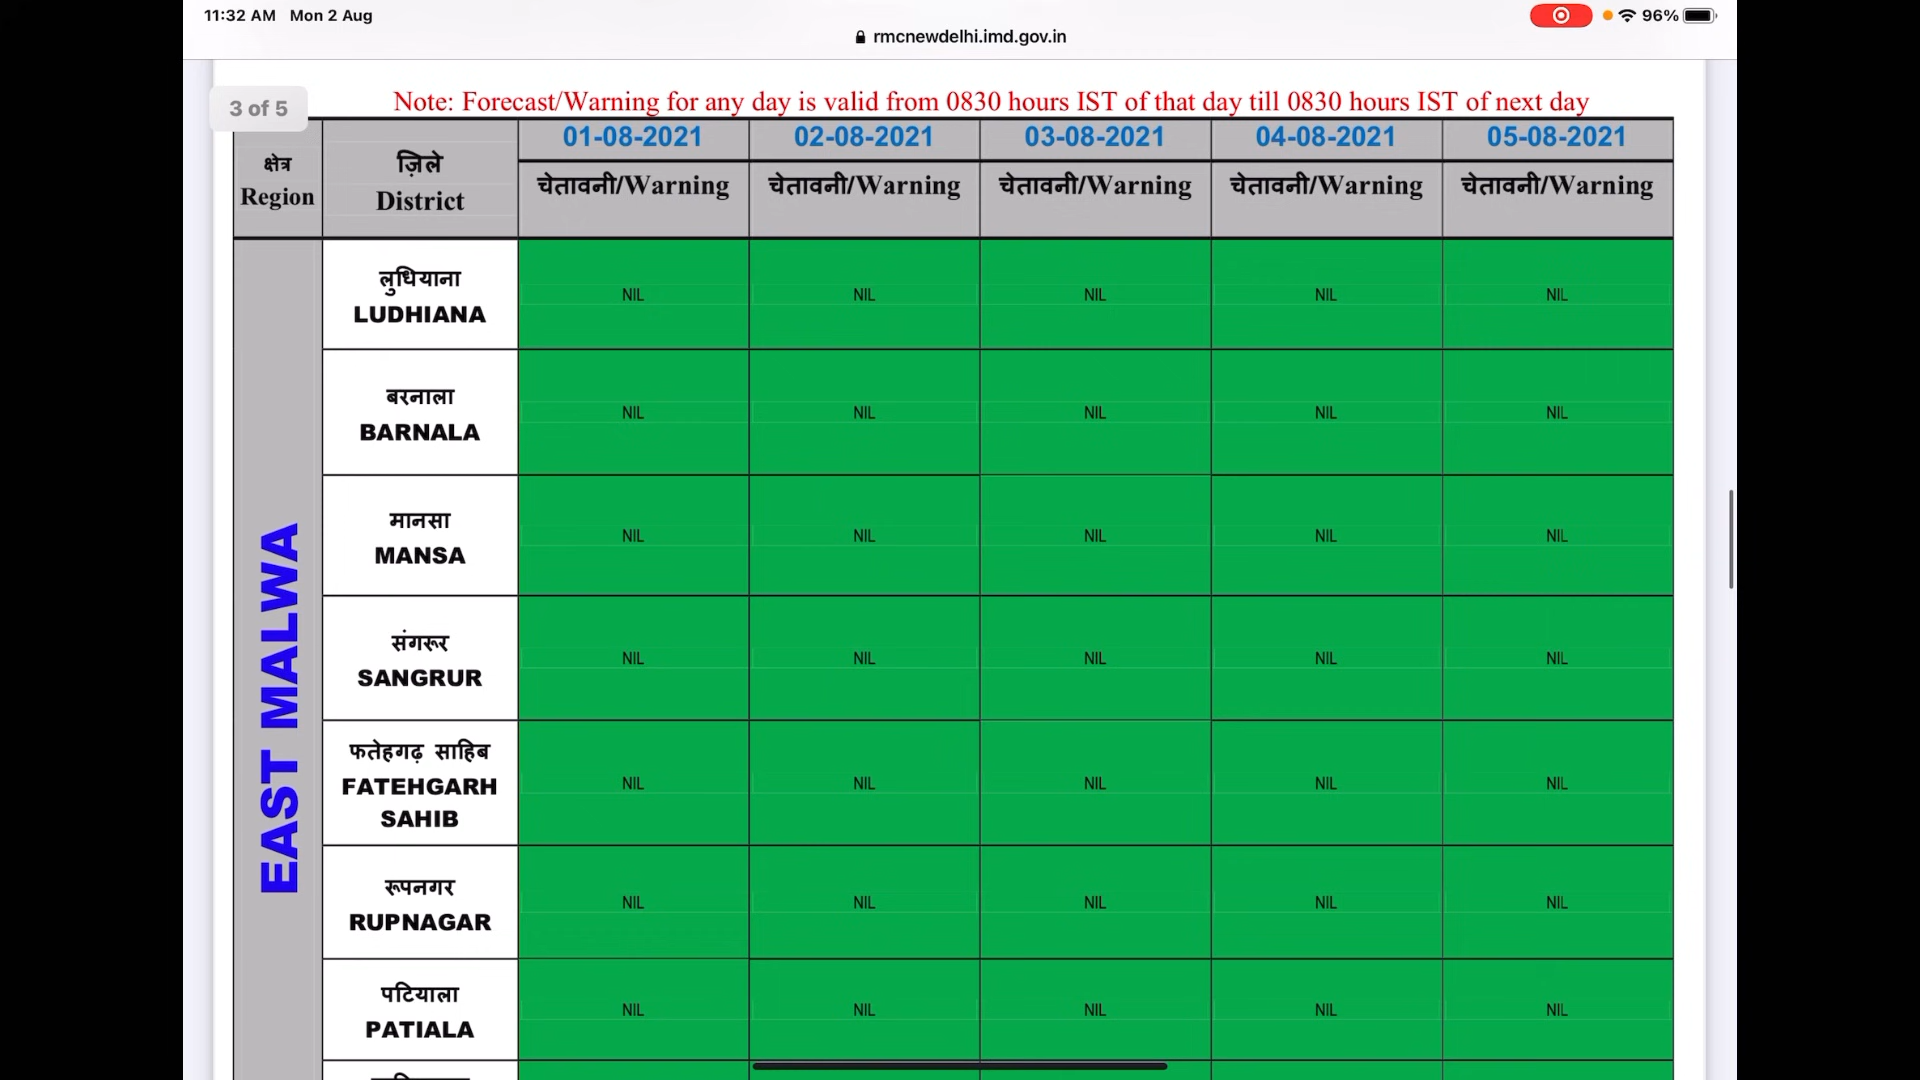 11:32 AM Mon 2 Aug
96%
rmcnewdelhi.imd.gov.in
3 of 5
Note: Forecast/Warning for any day is valid from 0830 hours IST of that day till 0830 hours IST of next day
क्षेत्र
Region
ज़िले
District
01-08-2021 02-08-2021 03-08-2021 04-08-2021 05-08-2021
चेतावनी/Warning चेतावनी/Warning चेतावनी/Warning चेतावनी/Warning चेतावनी/Warning
EAST MALWA
लुधियाना
LUDHIANA
NIL NIL NIL NIL NIL
बरनाला
BARNALA
NIL NIL NIL NIL NIL
मानसा
MANSA
NIL NIL NIL NIL NIL
संगरूर
SANGRUR
NIL NIL NIL NIL NIL
फतेहगढ़ साहिब
FATEHGARH
SAHIB
NIL NIL NIL NIL NIL
रूपनगर
RUPNAGAR
NIL NIL NIL NIL NIL
पटियाला
PATIALA
NIL NIL NIL NIL NIL